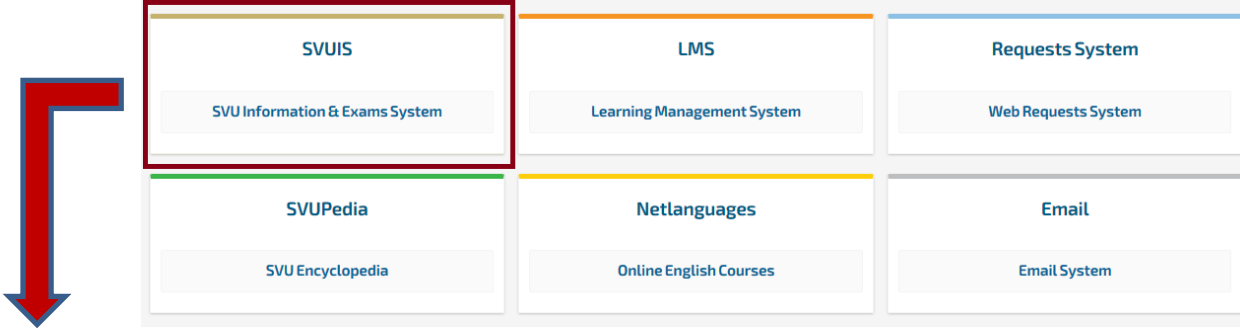 SVUIS
LMS
Requests System
SVU Information & Exams System
Learning Management System
Web Requests System
SVUPedia
Netlanguages
Email
SVU Encyclopedia
Online English Courses
Email System